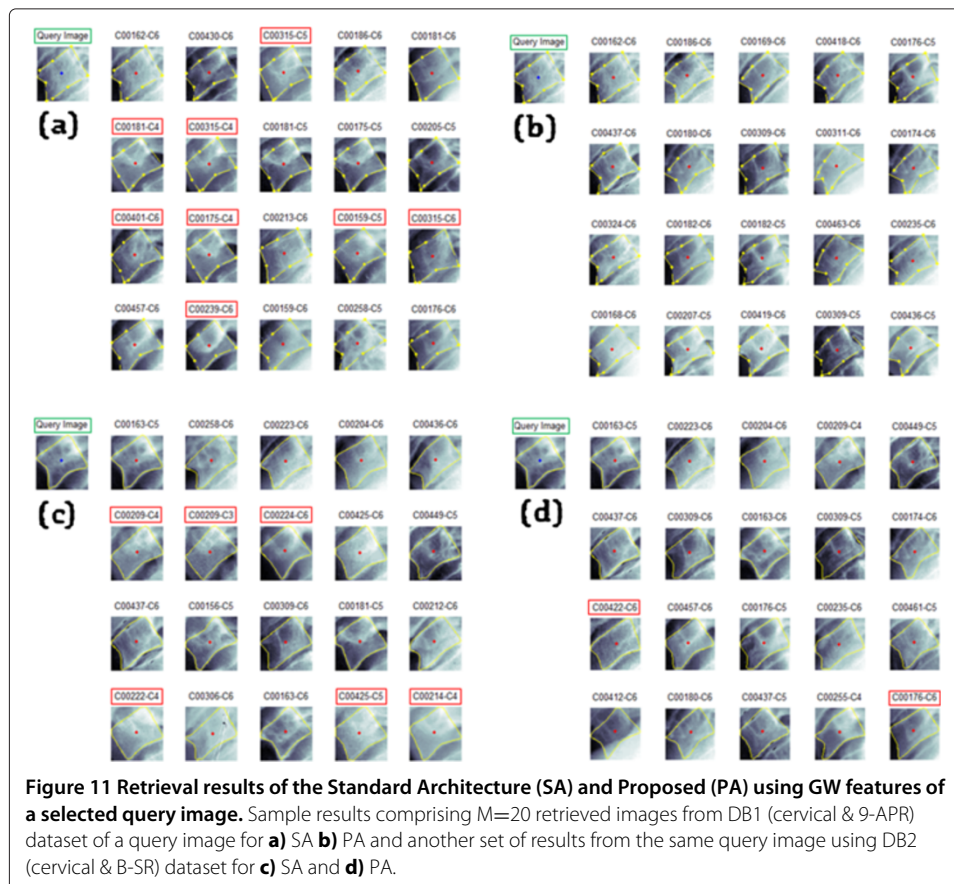 Query Image C00162-C6 C00430-C6 C00315-C5 C00186-C6 C00181-C6
(a)
C00181-C4 C00315-C4 C00181-C5 C00175-C5 C00205-C5
C00401-C6 C00175-C4 C00213-C6 C00159-C5 C00315-C6
C00457-C6 C00239-C6 C00159-C6 C00258-C5 C00176-C6
Query Image C00162-C6 C00186-C6 C00169-C6 C00418-C6 C00176-C5
(b)
C00437-C6 C00180-C6 C00309-C6 C00311-C6 C00174-C6
C00324-C6 C00182-C6 C00182-C5 C00463-C6 C00235-C6
C00168-C6 C00207-C5 C00419-C6 C00309-C5 C00436-C5
Query Image C00163-C5 C00258-C6 C00223-C6 C00204-C6 C00436-C6
(c)
C00209-C4 C00209-C3 C00224-C6 C00425-C6 C00449-C5
C00437-C6 C00156-C5 C00309-C6 C00181-C5 C00212-C6
C00222-C4 C00306-C6 C00163-C6 C00425-C5 C00214-C4
Query Image C00163-C5 C00223-C6 C00204-C6 C00209-C4 C00449-C5
(d)
C00437-C6 C00309-C6 C00163-C6 C00309-C5 C00174-C6
C00422-C6 C00457-C6 C00176-C5 C00235-C6 C00461-C5
C00412-C6 C00180-C6 C00437-C5 C00255-C4 C00176-C6
Figure 11 Retrieval results of the Standard Architecture (SA) and Proposed (PA) using GW features of
a selected query image. Sample results comprising M=20 retrieved images from DB1 (cervical & 9-APR)
dataset of a query image for a) SA b) PA and another set of results from the same query image using DB2
(cervical & B-SR) dataset for c) SA and d) PA.